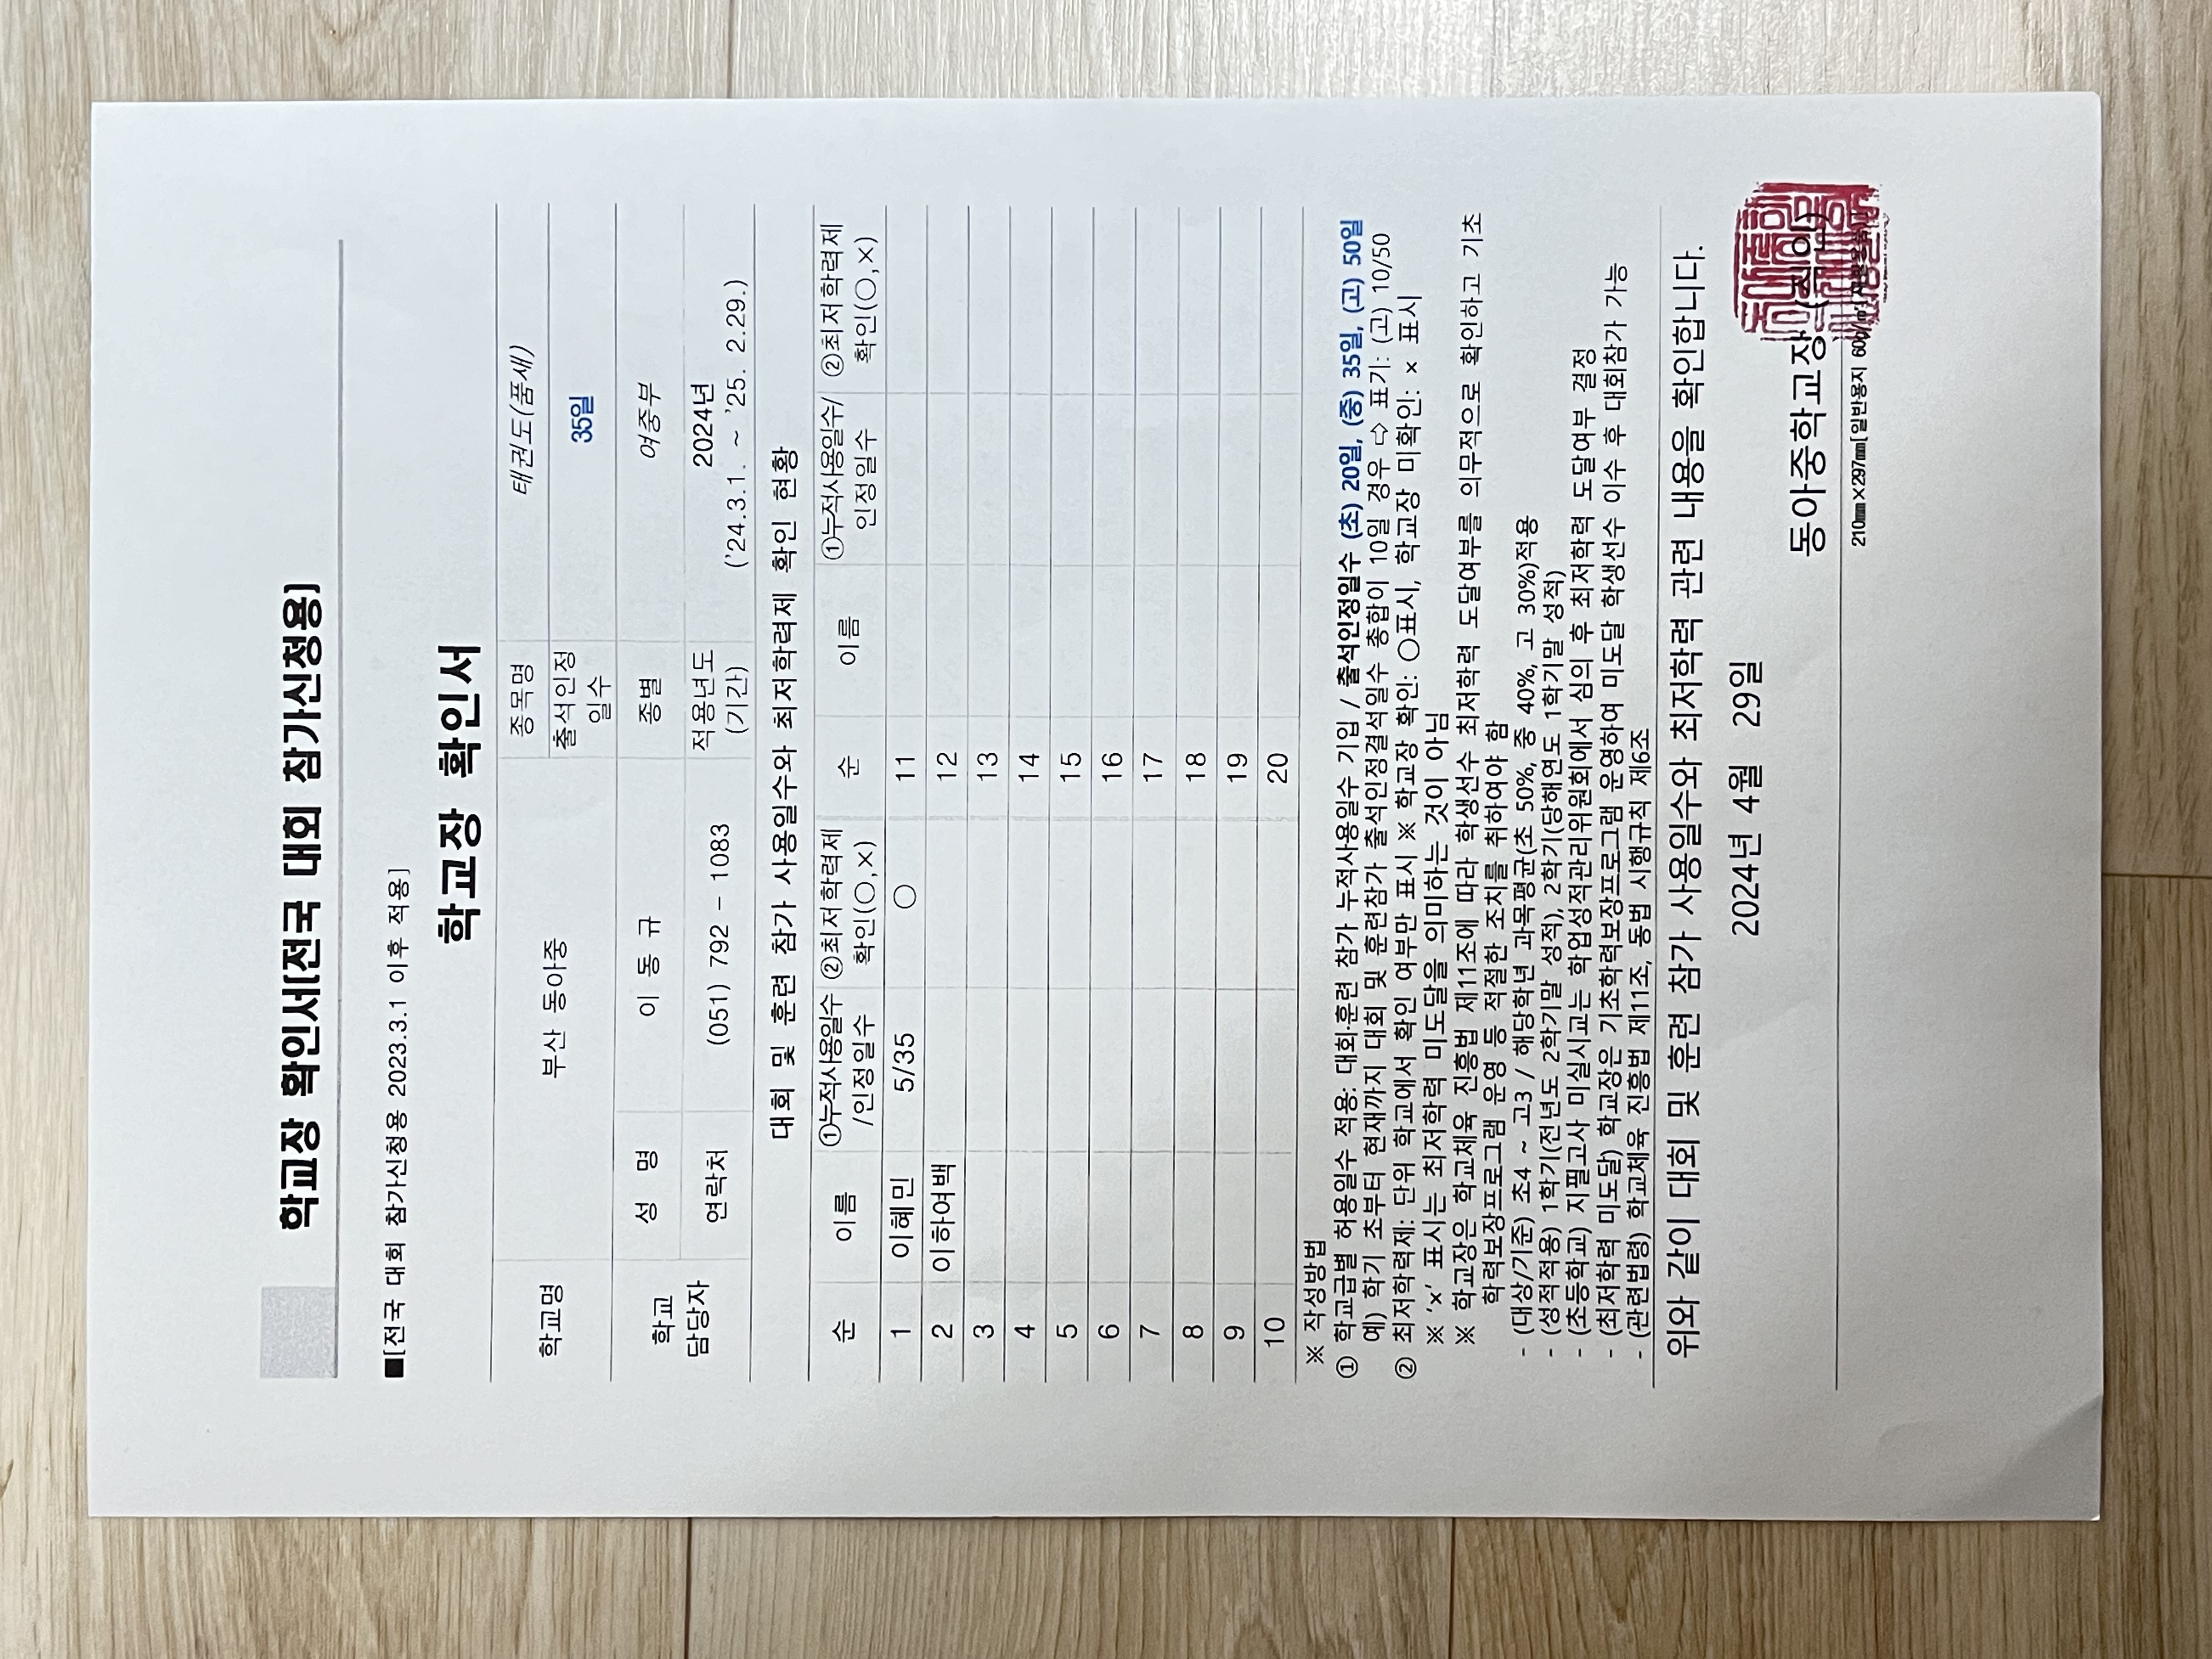 학교장 확인서[전국 대회 참가신청용]
■[전국 대회 참가신청용 2023.3.1 이후 적용]
학교장 확인서
학교명 부산 동아중 종목명 태권도(품새)
출석인정 일수 35일
학교 담당자 성 명 이 동 규 종별 여중부
연락처 (051) 792 - 1083 적용년도 (기간) 2024년 ('24.3.1. ~ '25. 2.29.)
대회 및 훈련 참가 사용일수와 최저학력제 확인 현황
순 이름 ①누적사용일수/인정일수 ②최저학력제 확인(○,×) 순 이름 ①누적사용일수/인정일수 ②최저학력제 확인(○,×)
1 이혜민 5/35 ○ 11
2 이하여백 12
3 13
4 14
5 15
6 16
7 17
8 18
9 19
10 20
※ 작성방법
① 학교급별 허용일수 적용: 대회·훈련 참가 누적사용일수 기입 / 출석인정일수 (초) 20일, (중) 35일, (고) 50일
예) 학기 초부터 현재까지 대회 및 훈련참가 출석인정결석일수 총합이 10일 경우 ⇨ 표기: (고) 10/50
② 최저학력제: 단위 학교에서 확인 여부만 표시 ※ 학교장 확인: ○표시, 학교장 미확인: × 표시
※ '×' 표시는 최저학력 미도달을 의미하는 것이 아님
※ 학교장은 학교체육 진흥법 제11조에 따라 학생선수 최저학력 도달여부를 의무적으로 확인하고 기초
학력보장프로그램 운영 등 적절한 조치를 취하여야 함
- (대상/기준) 초4 ~ 고3 / 해당학년 과목평균(초 50%, 중 40%, 고 30%)적용
- (성적적용) 1학기(전년도 2학기말 성적), 2학기(당해연도 1학기말 성적)
- (초등학교) 지필고사 미실시교는 학업성적관리위원회에서 심의 후 최저학력 도달여부 결정
- (최저학력 미도달) 학교장은 기초학력보장프로그램 운영하여 미도달 학생선수 이수 후 대회참가 가능
- (관련법령) 학교체육 진흥법 제11조, 동법 시행규칙 제6조
위와 같이 대회 및 훈련 참가 사용일수와 최저학력 관련 내용을 확인합니다.
2024년 4월 29일
동아중학교장 (직인)
210㎜×297㎜[일반용지 60g/㎡